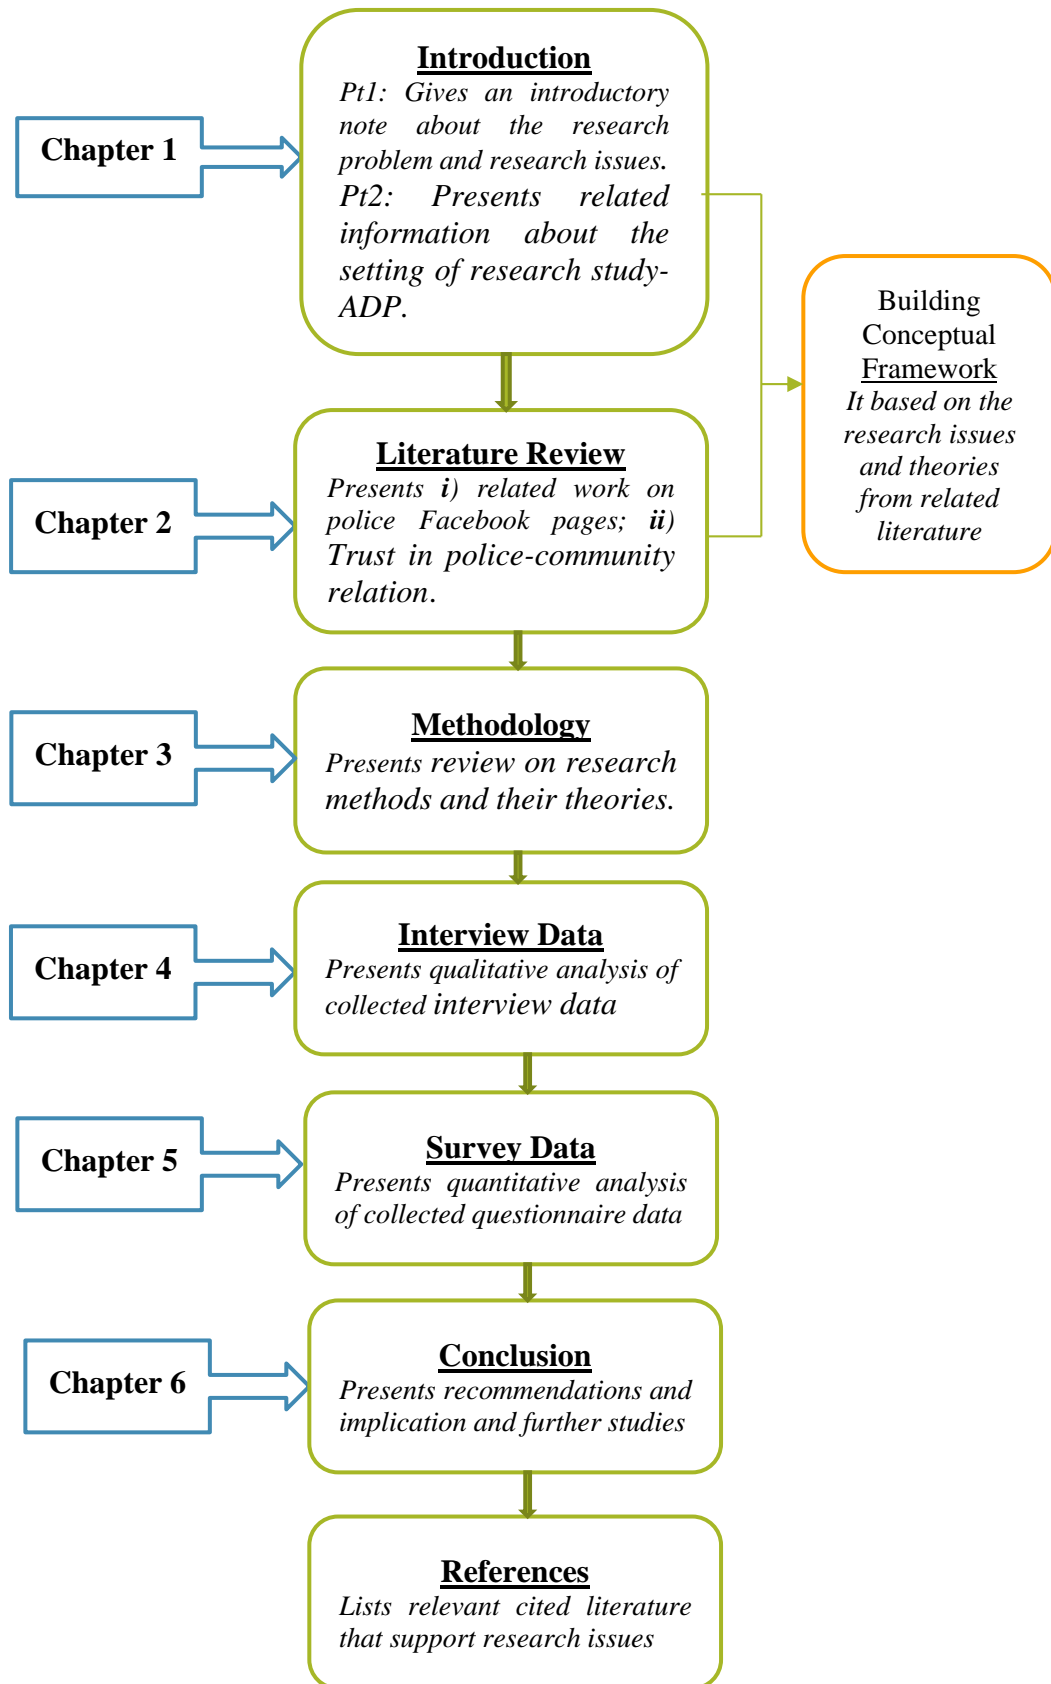 Introduction
Pt1: Gives an introductory
note about the research
problem and research issues.
Pt2: Presents related
information about the
setting of research study-
ADP.
Chapter 1
Building
Conceptual
Framework
It based on the
research issues
and theories
from related
literature
Literature Review
Presents i) related work on
police Facebook pages; ii)
Trust in police-community
relation.
Chapter 2
Methodology
Presents review on research
methods and their theories.
Chapter 3
Interview Data
Presents qualitative analysis of
collected interview data
Chapter 4
Survey Data
Presents quantitative analysis
of collected questionnaire data
Chapter 5
Conclusion
Presents recommendations and
implication and further studies
Chapter 6
References
Lists relevant cited literature
that support research issues